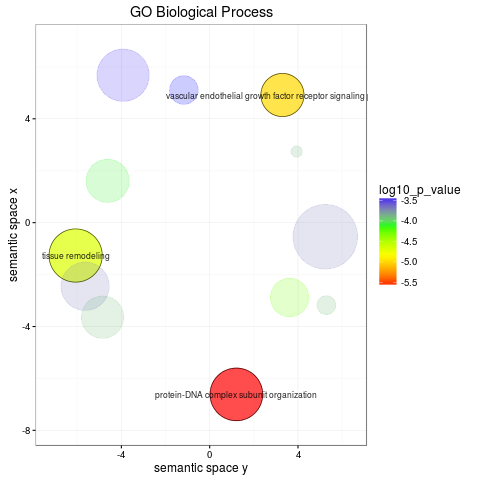 GO Biological Process
vascular endothelial growth factor receptor signaling
tissue remodeling
protein-DNA complex subunit organization
4
0
-4
-8
semantic space x
-4
0
4
semantic space y
log10_p_value
-3.5
-4.0
-4.5
-5.0
-5.5